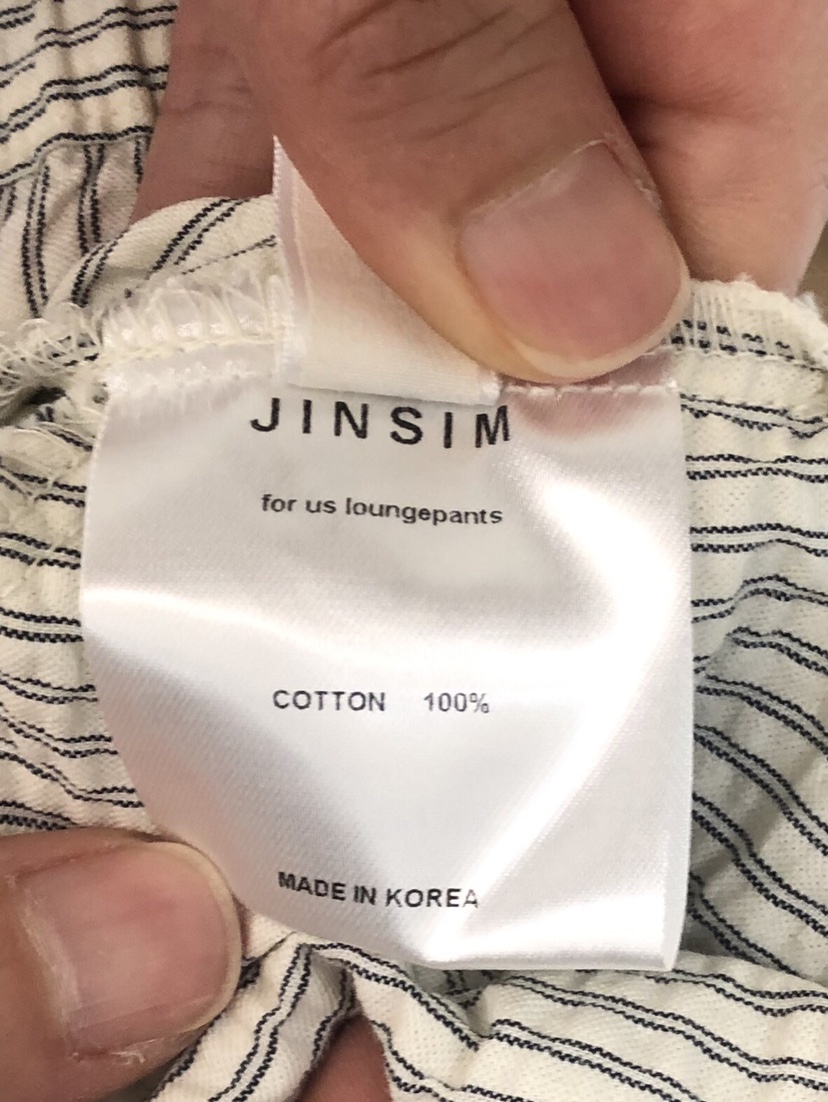 JINSIM
for us loungepants
COTTON 100%
MADE IN KOREA